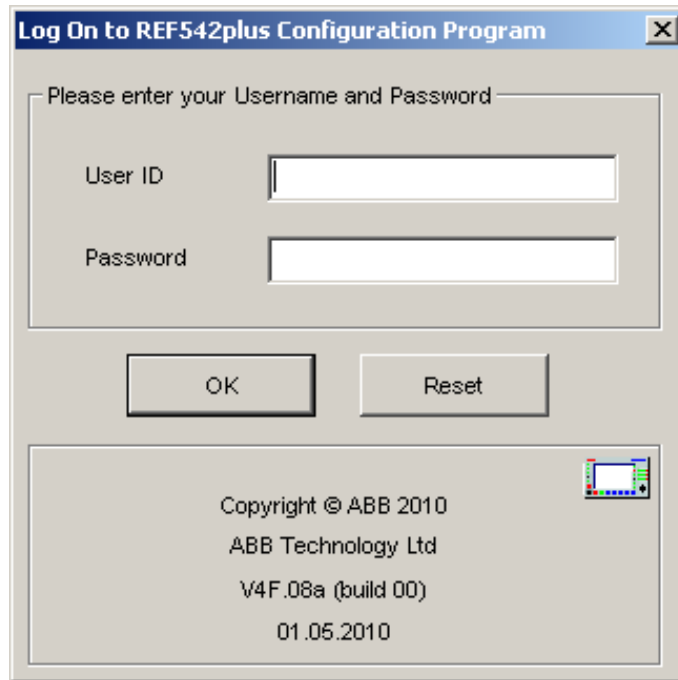 Log On to REF542plus Configuration Program
Please enter your Username and Password
User ID
Password
OK
Reset
Copyright © ABB 2010
ABB Technology Ltd
V4F.08a (build 00)
01.05.2010